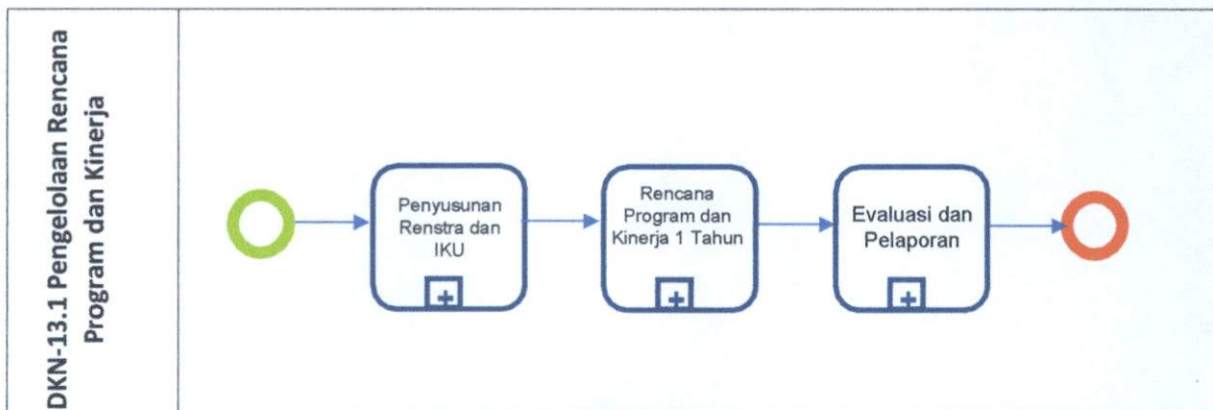 DKN-13.1 Pengelolaan Rencana
Program dan Kinerja
Penyusunan
Renstra dan
IKU
Rencana
Program dan
Kinerja 1 Tahun
Evaluasi dan
Pelaporan